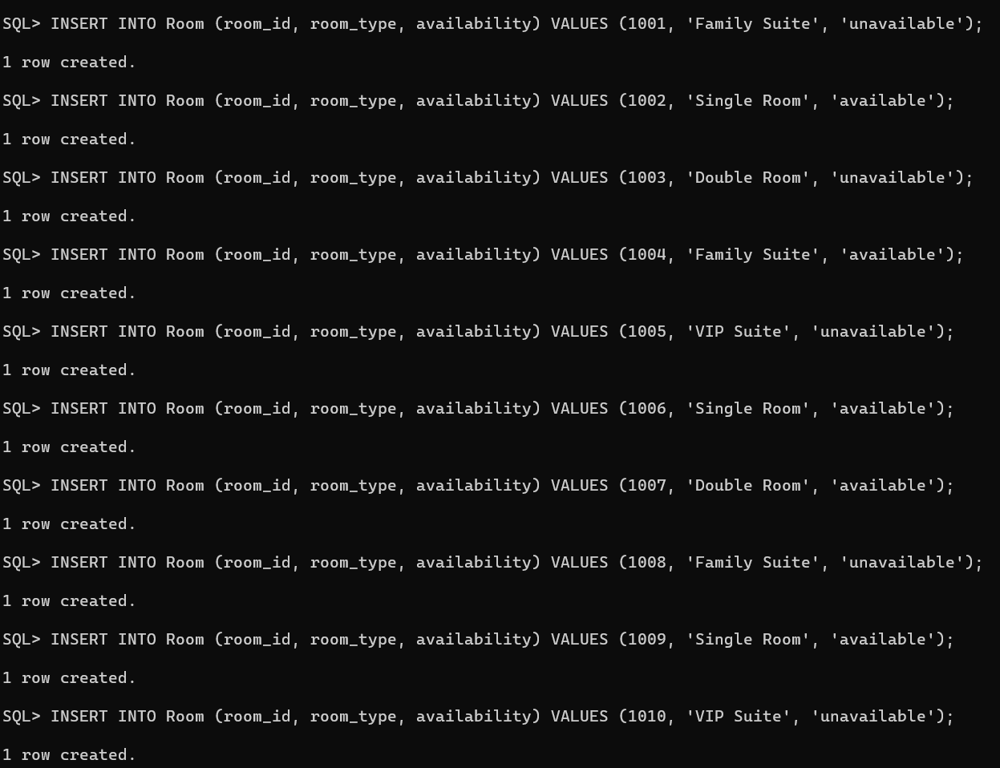 SQL> INSERT INTO Room (room_id, room_type, availability) VALUES (1001, 'Family Suite', 'unavailable');
1 row created.
SQL> INSERT INTO Room (room_id, room_type, availability) VALUES (1002, 'Single Room', 'available');
1 row created.
SQL> INSERT INTO Room (room_id, room_type, availability) VALUES (1003, 'Double Room', 'unavailable');
1 row created.
SQL> INSERT INTO Room (room_id, room_type, availability) VALUES (1004, 'Family Suite', 'available');
1 row created.
SQL> INSERT INTO Room (room_id, room_type, availability) VALUES (1005, 'VIP Suite', 'unavailable');
1 row created.
SQL> INSERT INTO Room (room_id, room_type, availability) VALUES (1006, 'Single Room', 'available');
1 row created.
SQL> INSERT INTO Room (room_id, room_type, availability) VALUES (1007, 'Double Room', 'available');
1 row created.
SQL> INSERT INTO Room (room_id, room_type, availability) VALUES (1008, 'Family Suite', 'unavailable');
1 row created.
SQL> INSERT INTO Room (room_id, room_type, availability) VALUES (1009, 'Single Room', 'available');
1 row created.
SQL> INSERT INTO Room (room_id, room_type, availability) VALUES (1010, 'VIP Suite', 'unavailable');
1 row created.